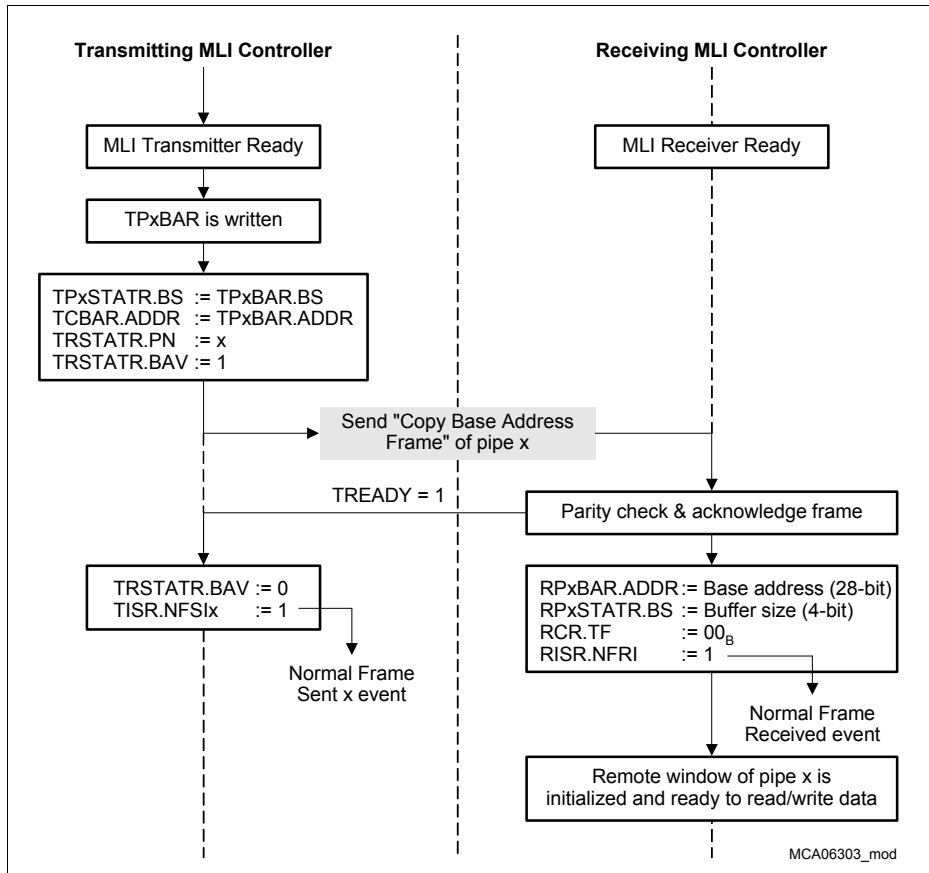 Transmitting MLI Controller
Receiving MLI Controller
MLI Transmitter Ready
MLI Receiver Ready
TPxBAR is written
TPxSTATR.BS := TPxBAR.BS
TCBAR.ADDR := TPxBAR.ADDR
TRSTATR.PN := x
TRSTATR.BAV := 1
Send "Copy Base Address
Frame" of pipe x
TREADY = 1
Parity check & acknowledge frame
TRSTATR.BAV := 0
TISR.NFSIx := 1
Normal Frame
Sent x event
RPxBAR.ADDR := Base address (28-bit)
RPxSTATR.BS := Buffer size (4-bit)
RCR.TF := 00B
RISR.NFRI := 1
Normal Frame
Received event
Remote window of pipe x is
initialized and ready to read/write data
MCA06303_mod